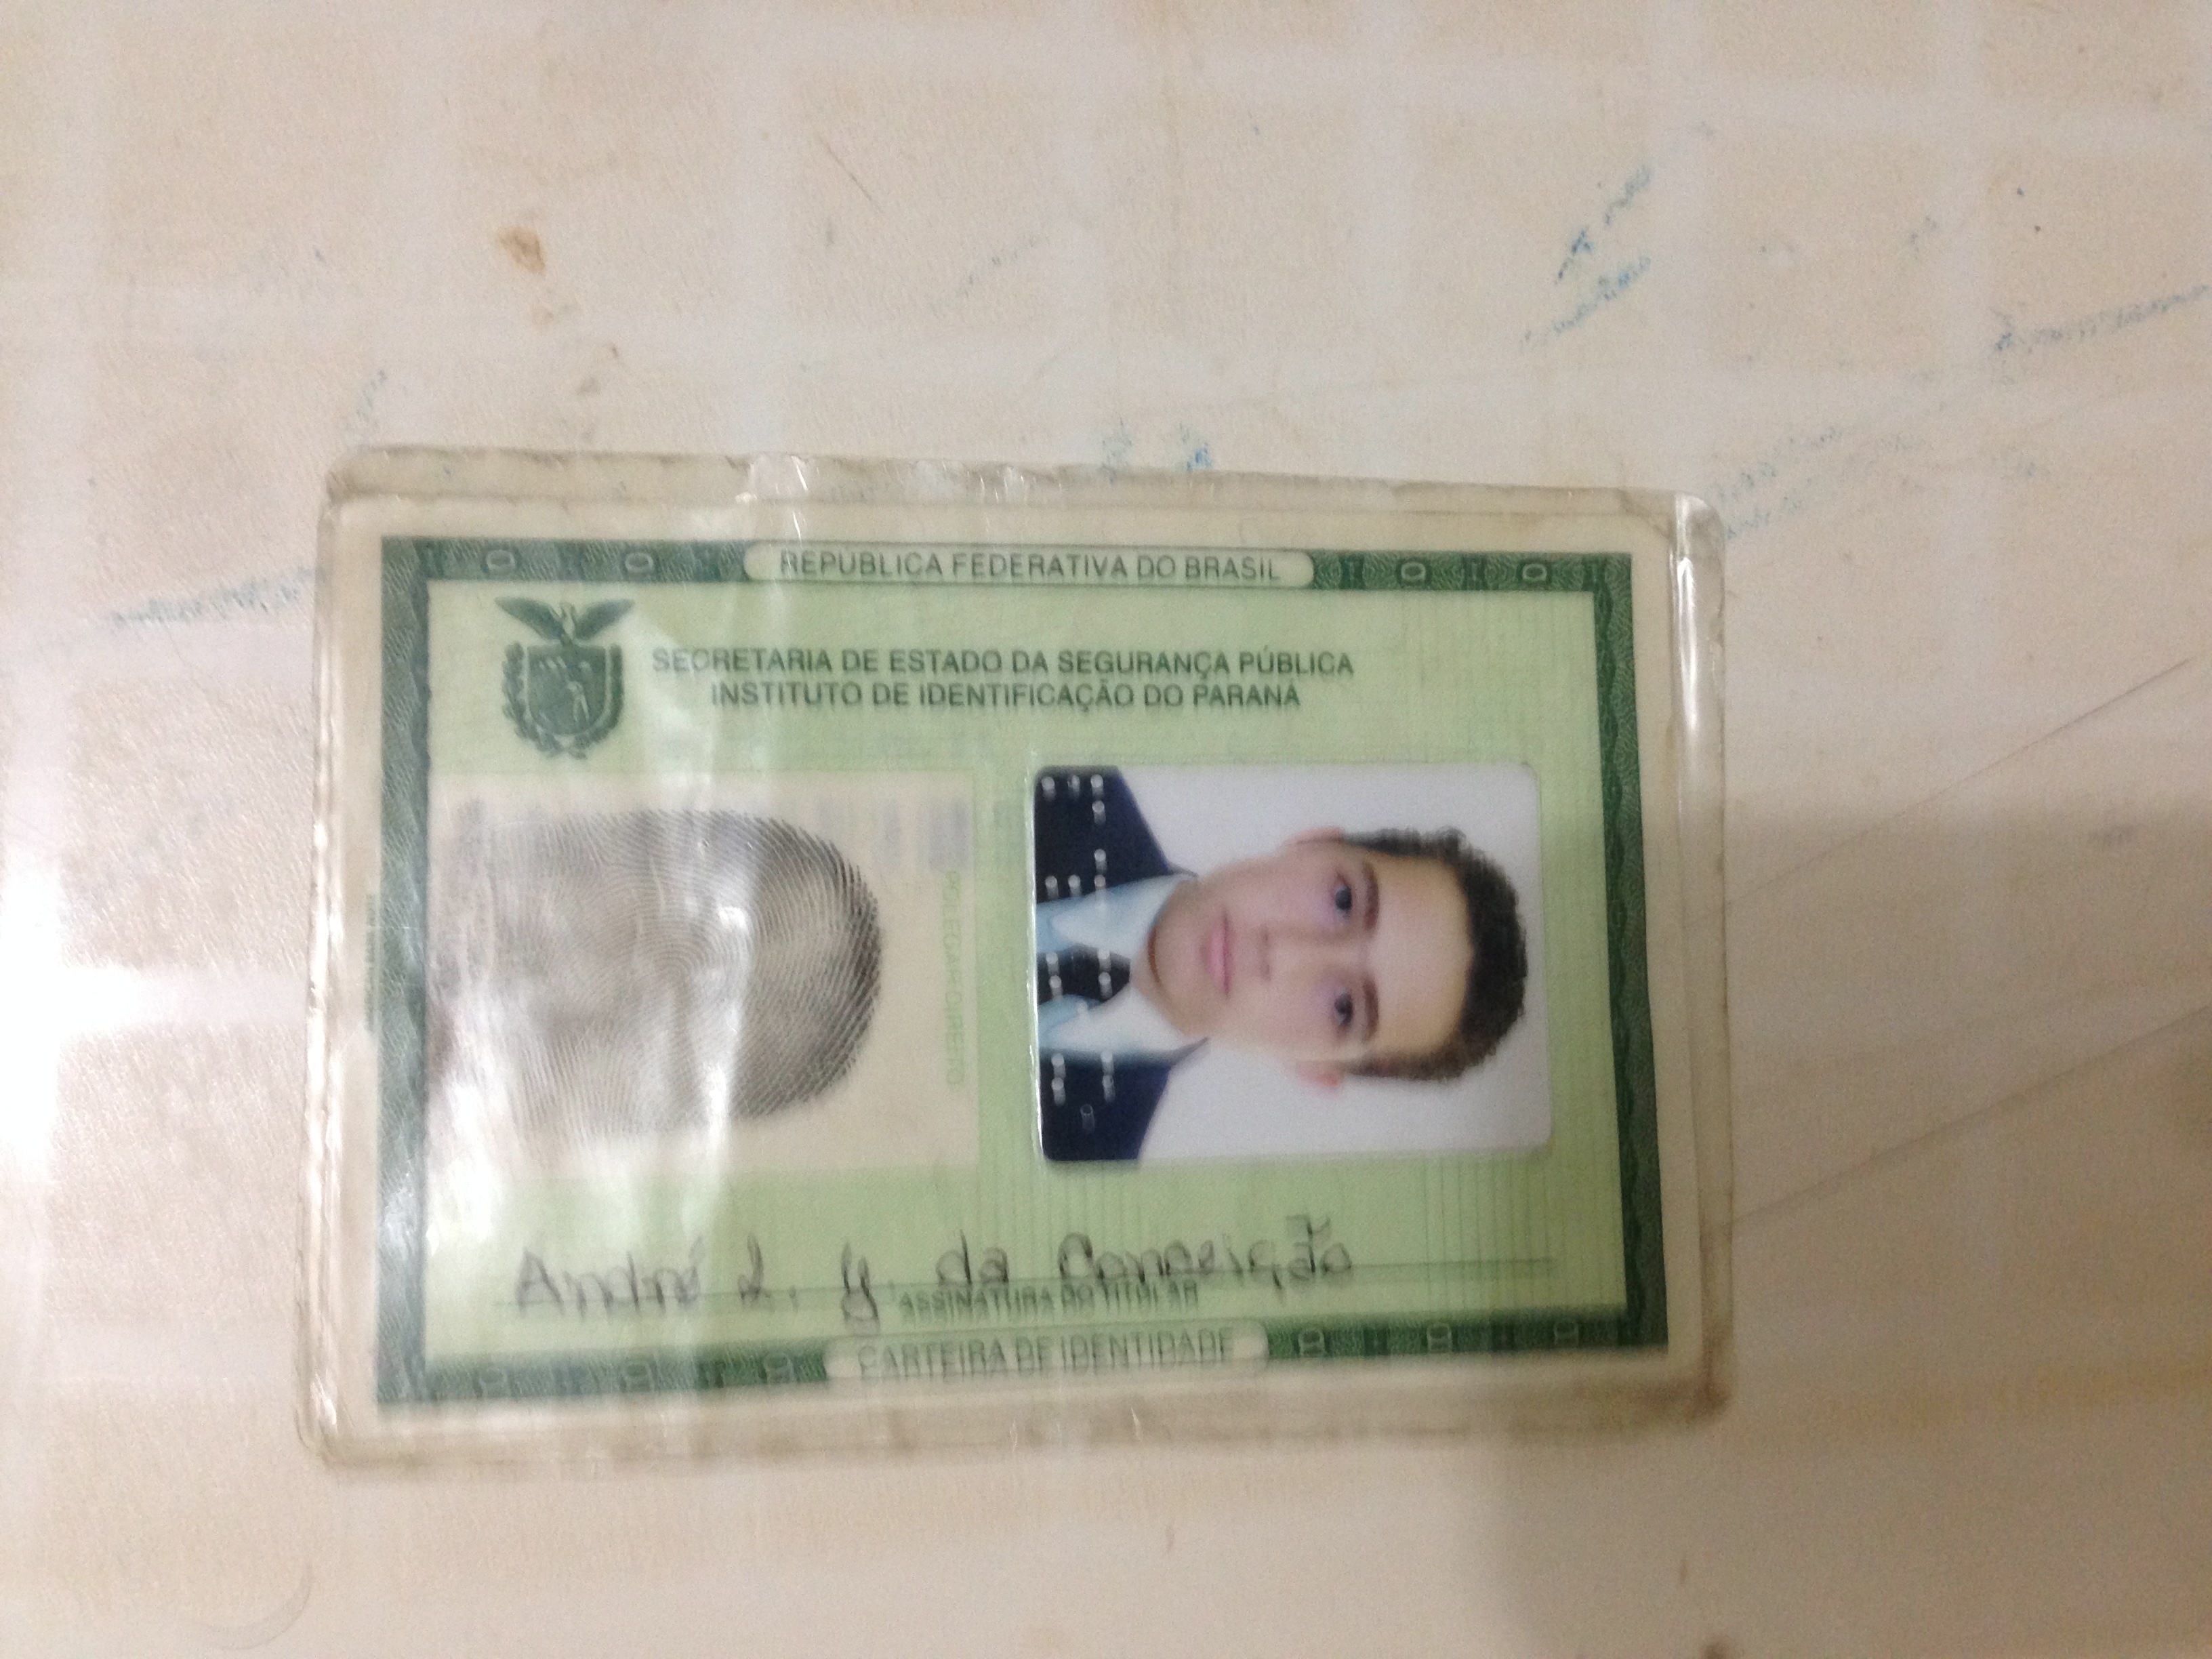 REPÚBLICA FEDERATIVA DO BRASIL
SECRETARIA DE ESTADO DA SEGURANÇA PÚBLICA
INSTITUTO DE IDENTIFICAÇÃO DO PARANÁ
POLEGAR DIREITO
André L. Y. da Conceição
ASSINATURA DO TITULAR
CARTEIRA DE IDENTIDADE